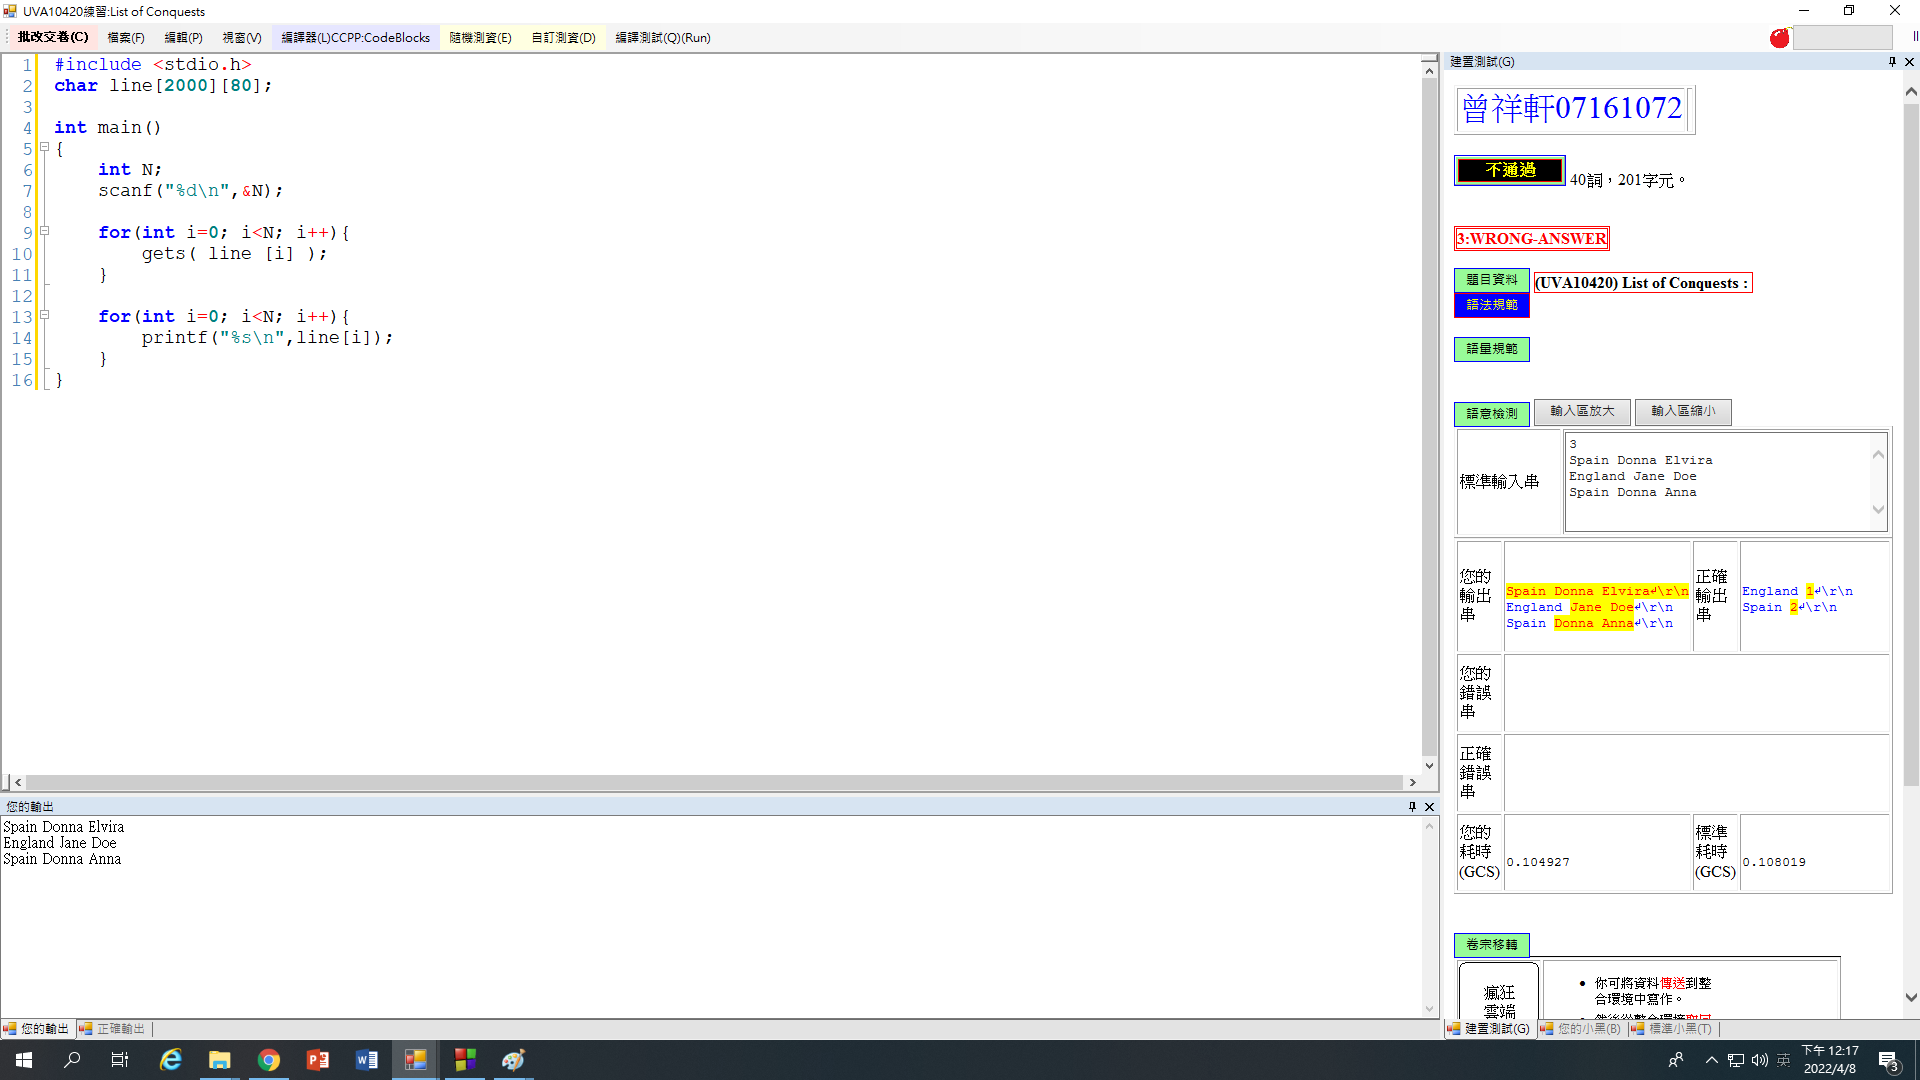 UVA10420練習:List of Conquests
批改交卷(C) 檔案(F) 編輯(P) 視窗(V) 編譯器(L)CCPP:CodeBlocks 隨機測資(E) 自訂測資(D) 編譯測試(Q)(Run)
1 #include <stdio.h>
2 char line[2000][80];
3
4 int main()
5 {
6 int N;
7 scanf("%d\n",&N);
8
9 for(int i=0; i<N; i++){
10 gets( line [i] );
11 }
12
13 for(int i=0; i<N; i++){
14 printf("%s\n",line[i]);
15 }
16 }
您的輸出
Spain Donna Elvira
England Jane Doe
Spain Donna Anna
您的輸出 正確輸出
建置測試(G)
曾祥軒07161072
不通過 40詞，201字元。
3:WRONG-ANSWER
題目資料 (UVA10420) List of Conquests :
語法規範
語量規範
語意檢測 輸入區放大 輸入區縮小
標準輸入串
3
Spain Donna Elvira
England Jane Doe
Spain Donna Anna
您的輸出串
Spain Donna Elvira↵\r\n
England Jane Doe↵\r\n
Spain Donna Anna↵\r\n
正確輸出串
England 1↵\r\n
Spain 2↵\r\n
您的錯誤串
正確錯誤串
您的耗時(GCS) 0.104927 標準耗時(GCS) 0.108019
卷宗移轉
瘋狂
雲端
你可將資料傳送到整
合環境中寫作。
建置測試(G) 您的小黑(B) 標準小黑(T)
英 下午 12:17
2022/4/8
3